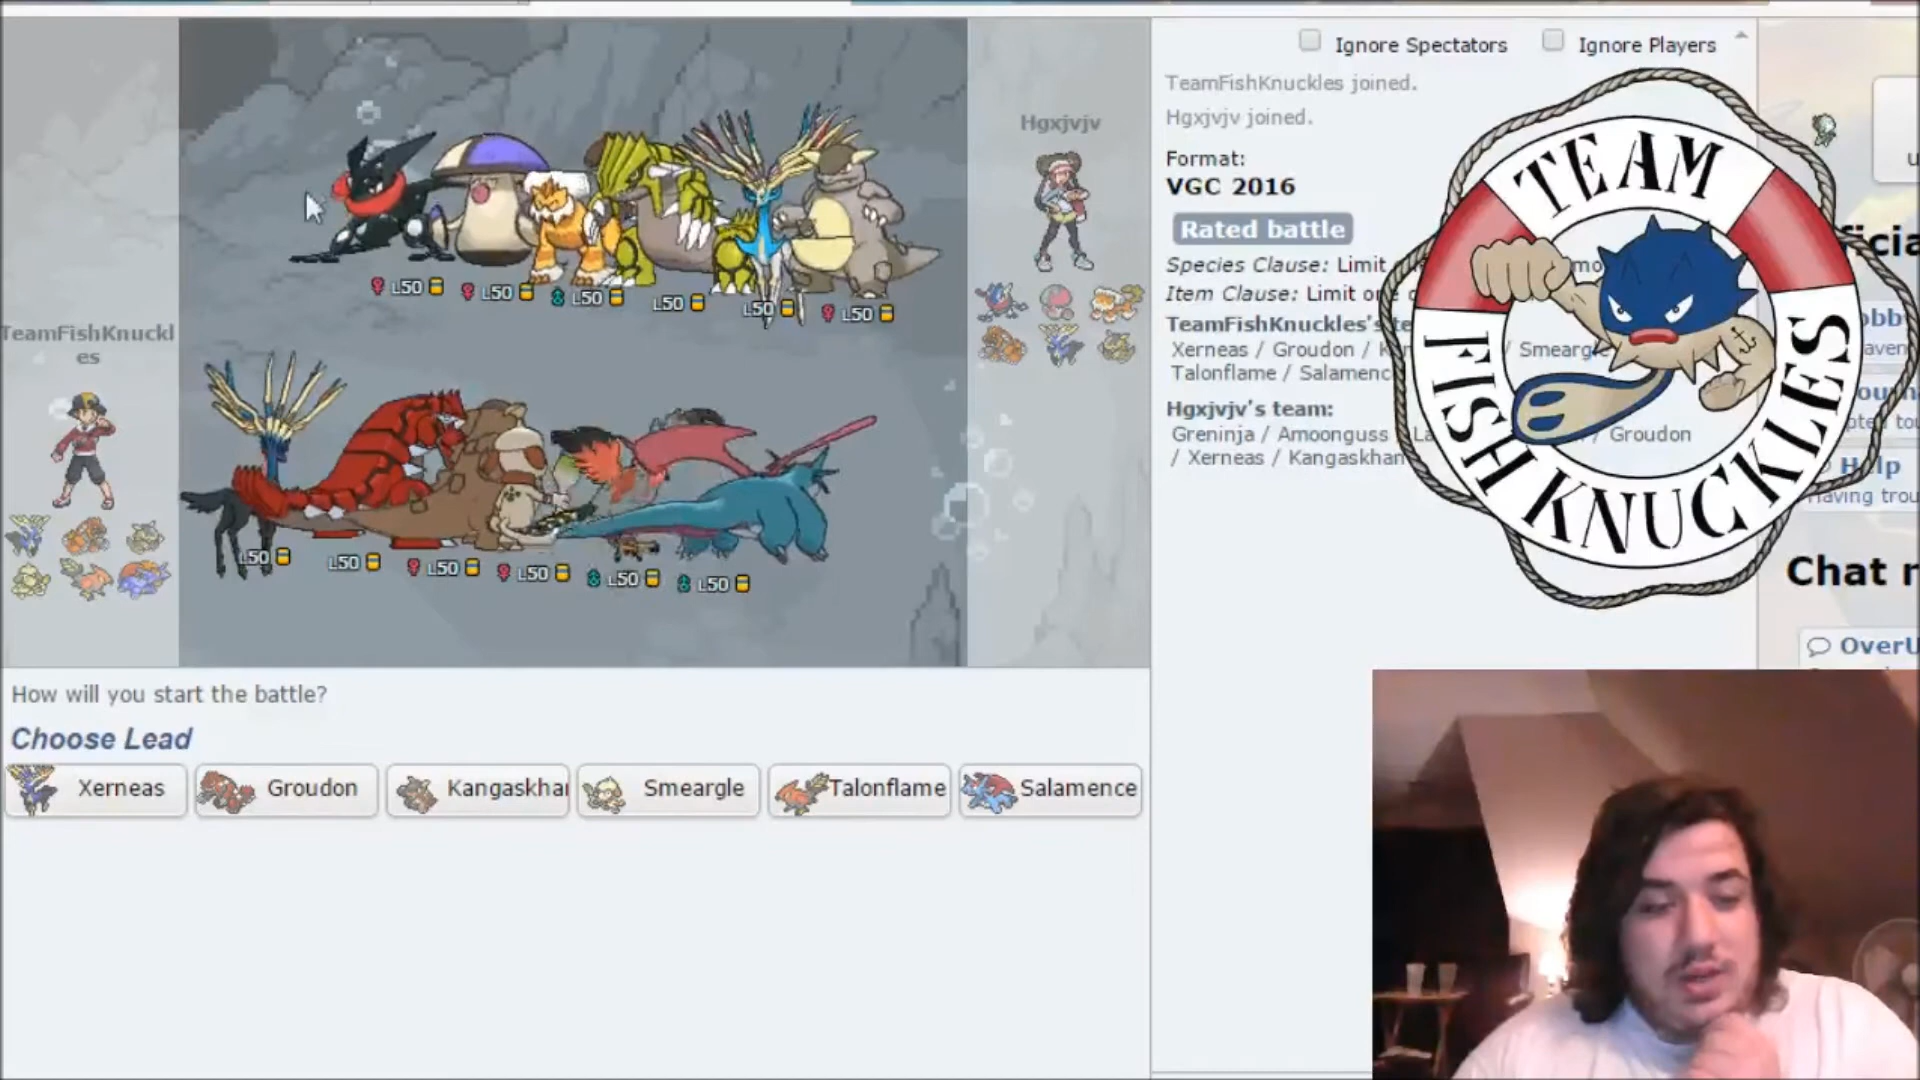 Ignore Spectators
Ignore Players
TeamFishKnuckles joined.
Hgxjvjv joined.
Format:
VGC 2016
Rated battle
Species Clause: Limit
Item Clause: Limit one
TeamFishKnuckles's
Xerneas / Groudon / / Smeargle
Talonflame / Salamence
Hgxjvjv's team:
Greninja / Amoonguss / Groudon
/ Xerneas / Kangaskhan
Hgxjvjv
TeamFishKnuckl
es
L50
L50
L50
L50
L50
L50
L50
L50
L50
L50
L50
L50
TEAM
FISH KNUCKLES
Help
Chat
How will you start the battle?
Choose Lead
Xerneas
Groudon
Kangaskha
Smeargle
Talonflame
Salamence